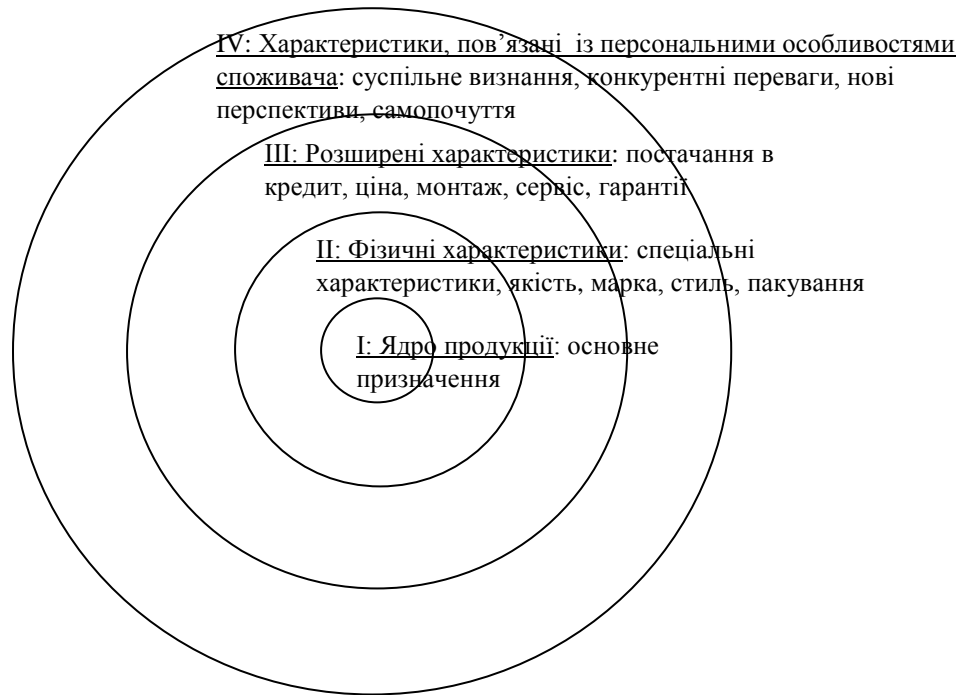 IV: Характеристики, пов’язані із персональними особливостями
споживача: суспільне визнання, конкурентні переваги, нові
перспективи, самопочуття
III: Розширені характеристики: постачання в
кредит, ціна, монтаж, сервіс, гарантії
II: Фізичні характеристики: спеціальні
характеристики, якість, марка, стиль, пакування
I: Ядро продукції: основне
призначення